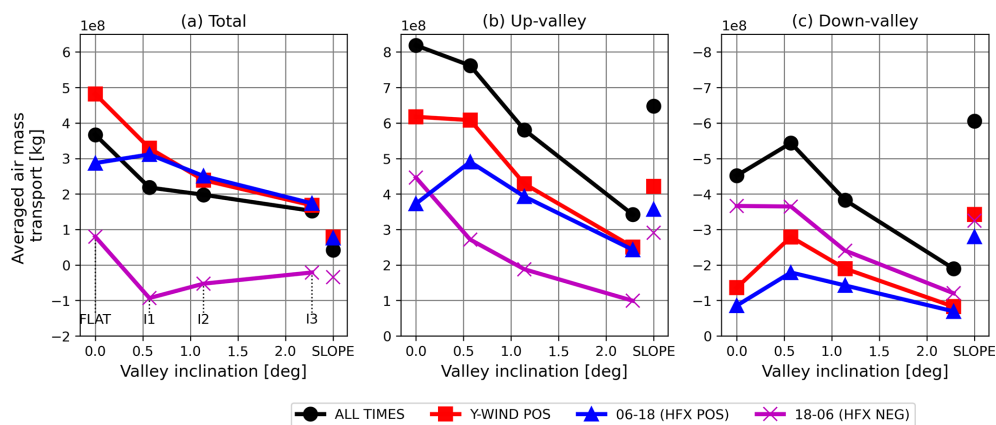 (a) Total
1e8
6
5
4
3
2
1
0
−1
−2
FLAT
I1
I2
I3
0.0
0.5
1.0
1.5
2.0
SLOPE
Valley inclination [deg]
Averaged air mass
transport [kg]
(b) Up-valley
1e8
8
7
6
5
4
3
2
1
0
0.0
0.5
1.0
1.5
2.0
SLOPE
Valley inclination [deg]
(c) Down-valley
1e8
−8
−7
−6
−5
−4
−3
−2
−1
0
0.0
0.5
1.0
1.5
2.0
SLOPE
Valley inclination [deg]
ALL TIMES
Y-WIND POS
06-18 (HFX POS)
18-06 (HFX NEG)